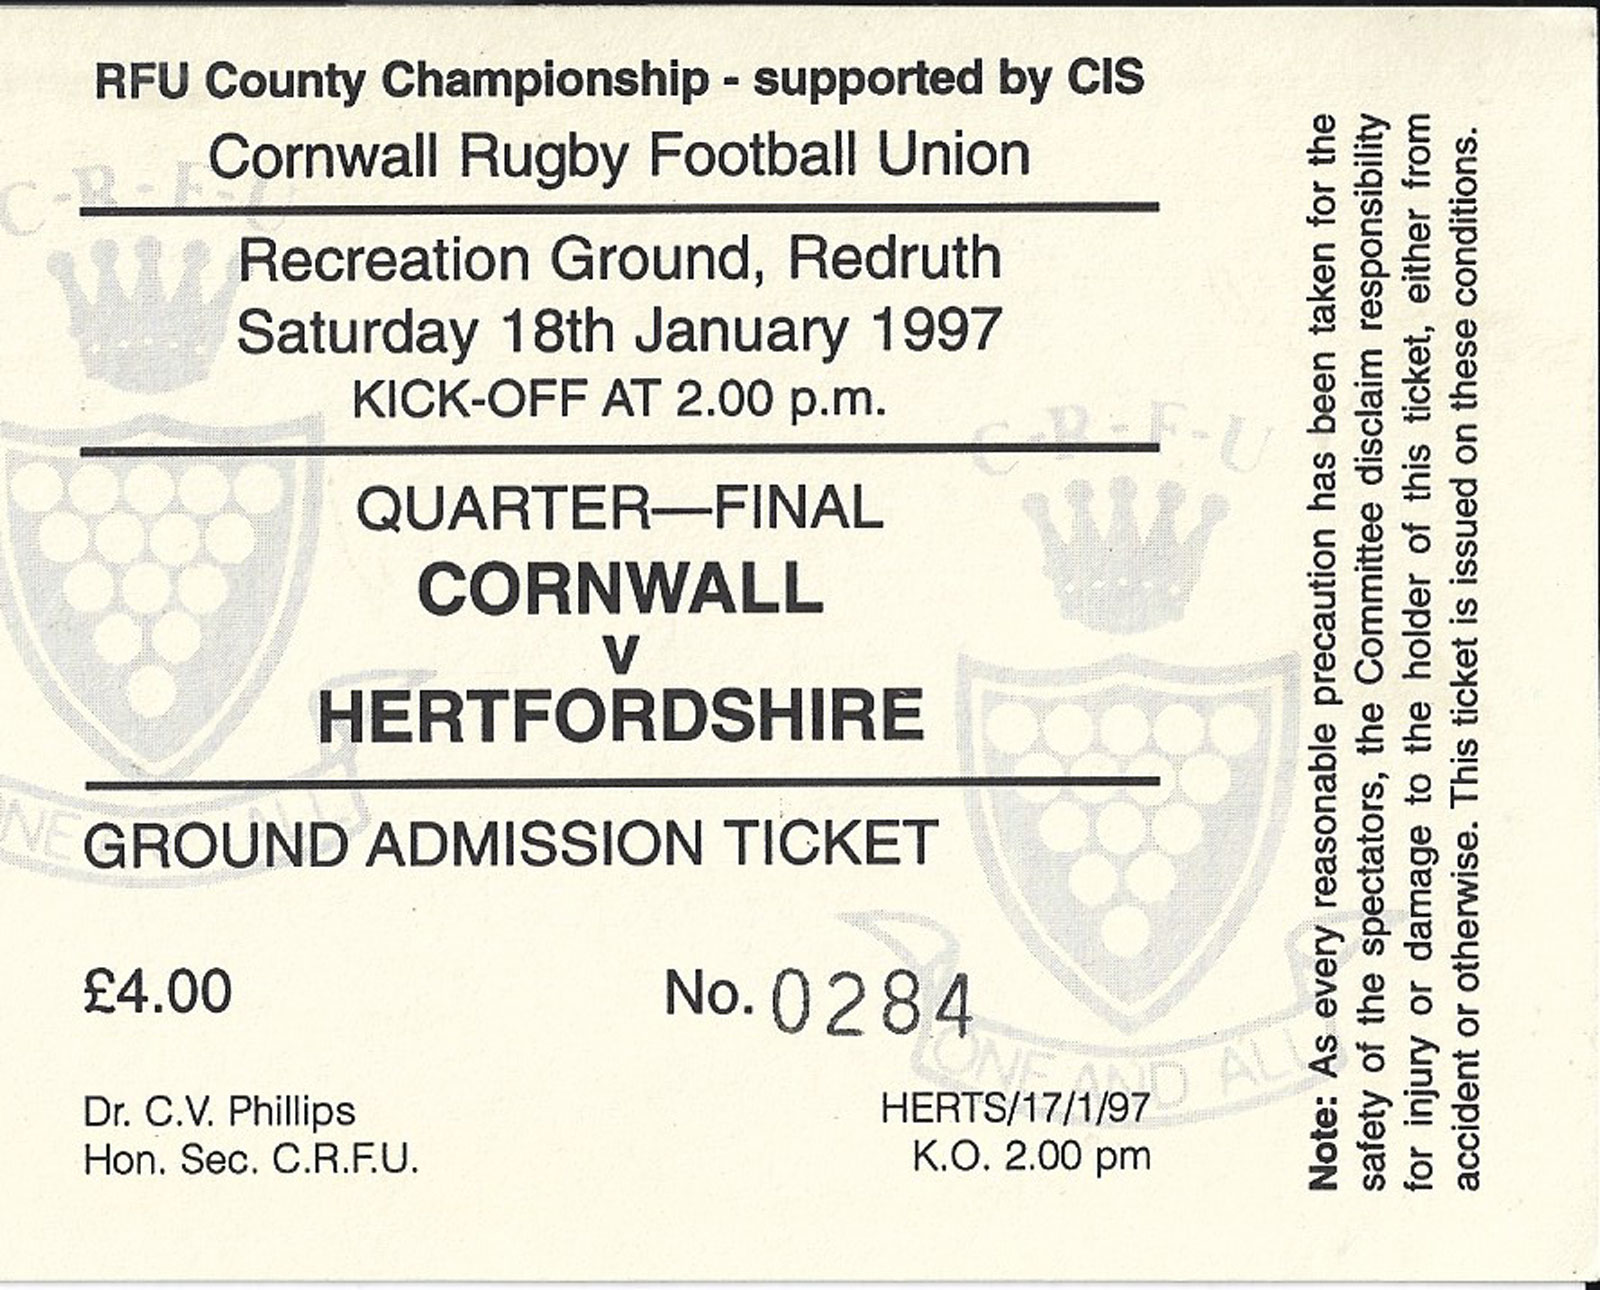 RFU County Championship - supported by CIS
Cornwall Rugby Football Union
Recreation Ground, Redruth
Saturday 18th January 1997
KICK-OFF AT 2.00 p.m.
QUARTER—FINAL
CORNWALL
v
HERTFORDSHIRE
GROUND ADMISSION TICKET
£4.00
No. 0284
Dr. C.V. Phillips
Hon. Sec. C.R.F.U.
HERTS/17/1/97
K.O. 2.00 pm
Note: As every reasonable precaution has been taken for the
safety of the spectators, the Committee disclaim responsibility
for injury or damage to the holder of this ticket, either from
accident or otherwise. This ticket is issued on these conditions.
C-R-F-U
NE AND ALL
C-R-F-U
ONE AND ALL